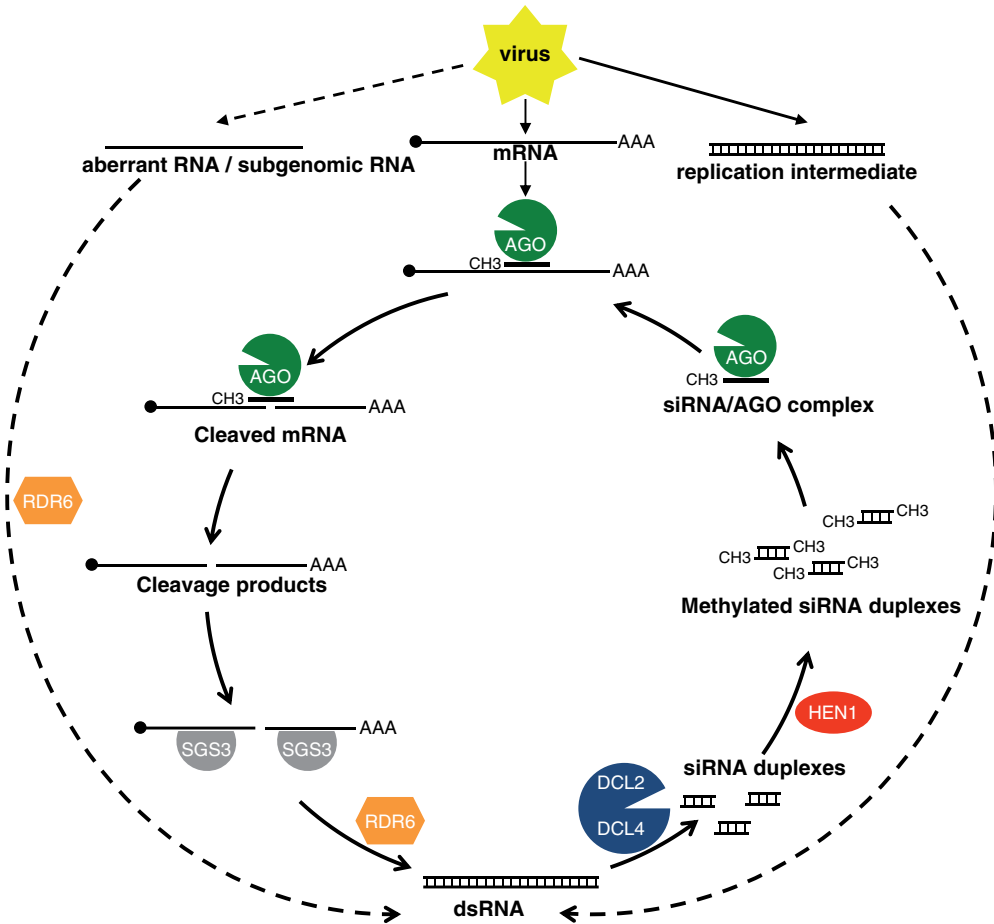 virus
aberrant RNA / subgenomic RNA
AAA
mRNA
replication intermediate
AGO
CH3
AAA
AGO
CH3
AAA
Cleaved mRNA
AGO
CH3
siRNA/AGO complex
RDR6
CH3
CH3
CH3
CH3
CH3
CH3
Methylated siRNA duplexes
AAA
Cleavage products
HEN1
AAA
SGS3
SGS3
siRNA duplexes
DCL2
DCL4
RDR6
dsRNA